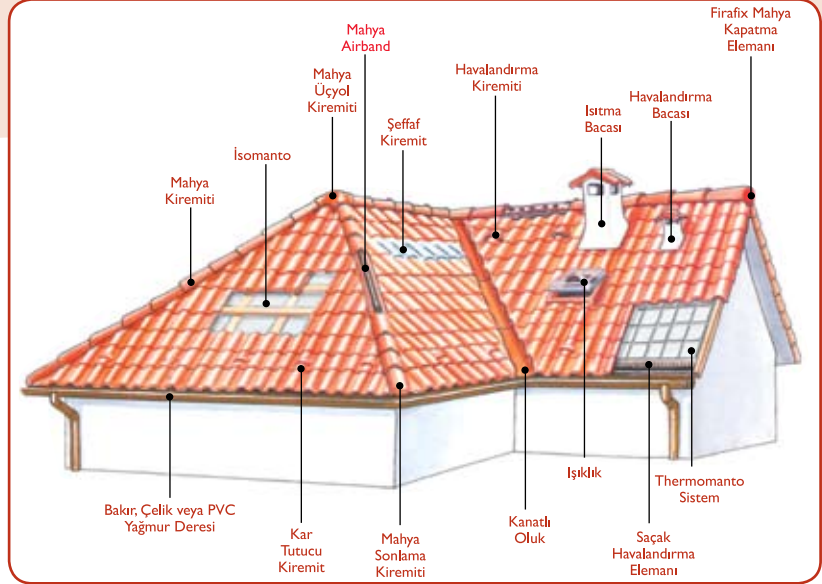 Firafix Mahya
Kapatma
Elemanı
Mahya
Airband
Mahya
Üçyol
Kiremiti
Havalandırma
Kiremiti
Isıtma
Bacası
Havalandırma
Bacası
Şeffaf
Kiremit
İsomanto
Mahya
Kiremiti
Işıklık
Thermomanto
Sistem
Bakır, Çelik veya PVC
Yağmur Deresi
Kar
Tutucu
Kiremit
Mahya
Sonlama
Kiremiti
Kanatlı
Oluk
Saçak
Havalandırma
Elemanı